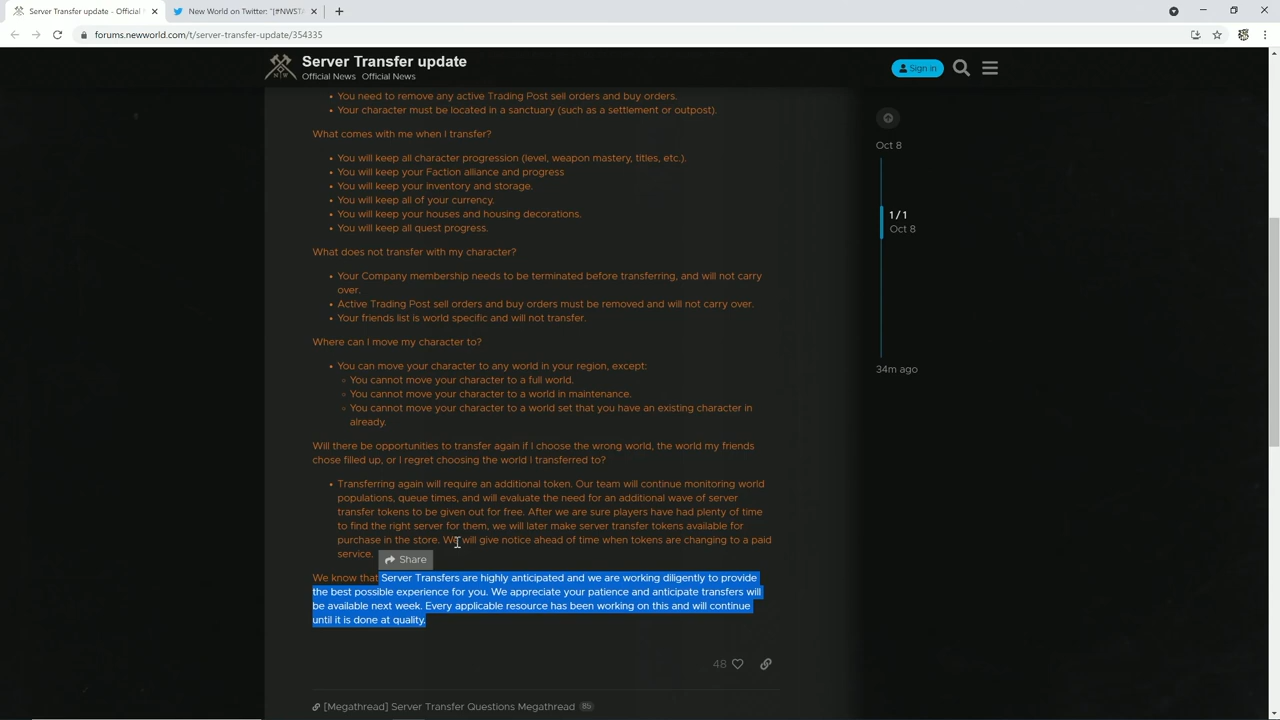 Server Transfer update - Official
New World on Twitter: "[#NWSTA
forums.newworld.com/t/server-transfer-update/354335
Server Transfer update
Official News Official News
Sign in
You need to remove any active Trading Post sell orders and buy orders.
Your character must be located in a sanctuary (such as a settlement or outpost).
What comes with me when I transfer?
You will keep all character progression (level, weapon mastery, titles, etc.).
You will keep your Faction alliance and progress
You will keep your inventory and storage.
You will keep all of your currency.
You will keep your houses and housing decorations.
You will keep all quest progress.
What does not transfer with my character?
Your Company membership needs to be terminated before transferring, and will not carry
over.
Active Trading Post sell orders and buy orders must be removed and will not carry over.
Your friends list is world specific and will not transfer.
Where can I move my character to?
You can move your character to any world in your region, except:
You cannot move your character to a full world.
You cannot move your character to a world in maintenance.
You cannot move your character to a world set that you have an existing character in
already.
Will there be opportunities to transfer again if I choose the wrong world, the world my friends
chose filled up, or I regret choosing the world I transferred to?
Transferring again will require an additional token. Our team will continue monitoring world
populations, queue times, and will evaluate the need for an additional wave of server
transfer tokens to be given out for free. After we are sure players have had plenty of time
to find the right server for them, we will later make server transfer tokens available for
purchase in the store. We will give notice ahead of time when tokens are changing to a paid
service.
Share
We know that Server Transfers are highly anticipated and we are working diligently to provide
the best possible experience for you. We appreciate your patience and anticipate transfers will
be available next week. Every applicable resource has been working on this and will continue
until it is done at quality.
48
[Megathread] Server Transfer Questions Megathread 85
Oct 8
1 / 1
Oct 8
34m ago